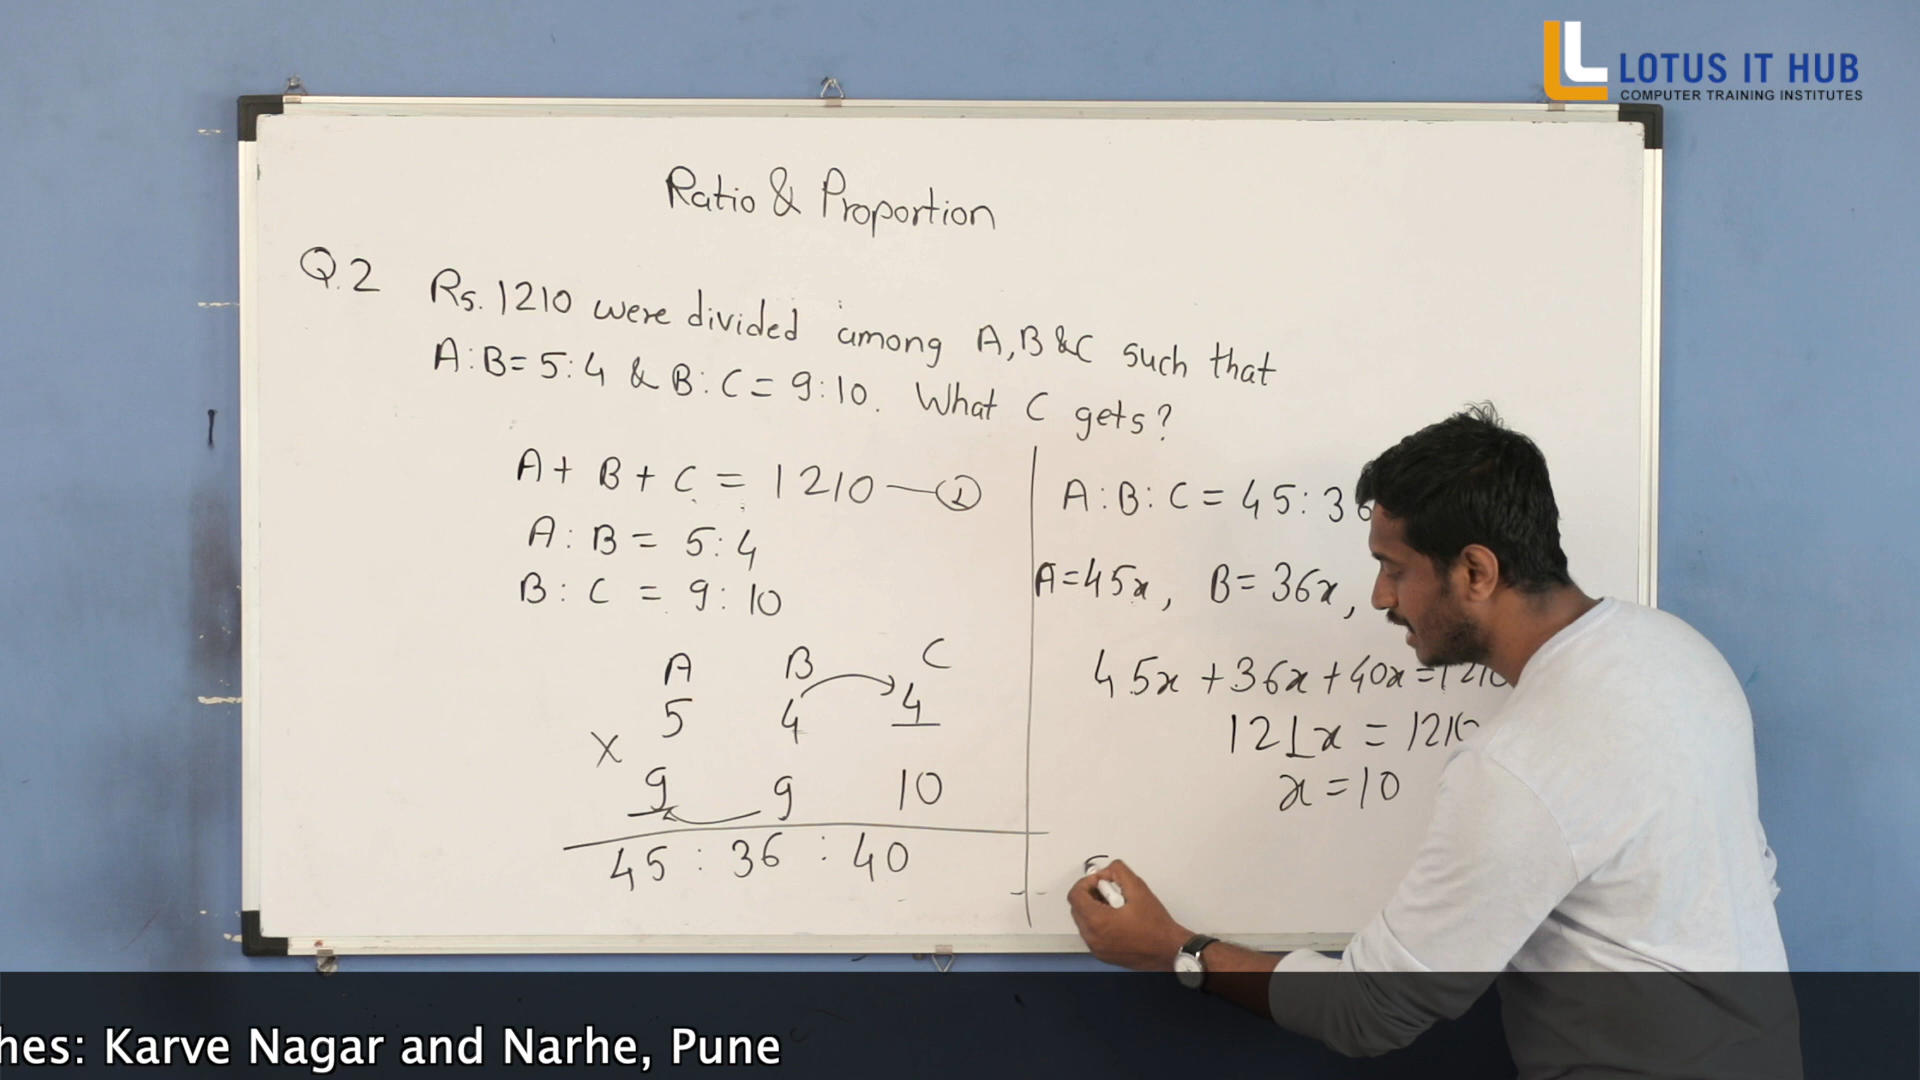 LOTUS IT HUB
COMPUTER TRAINING INSTITUTES
Ratio & Proportion
Q.2 Rs. 1210 were divided among A, B & C such that
A:B = 5:4 & B:C = 9:10. What C gets?
A + B + C = 1210 — ①
A : B = 5:4
B : C = 9:10
A B C
5 4 4
X
9 9 10
45 : 36 : 40
A:B:C = 45:36
A=45x, B=36x,
45x+36x+40x=1210
121x = 1210
x=10
hes: Karve Nagar and Narhe, Pune